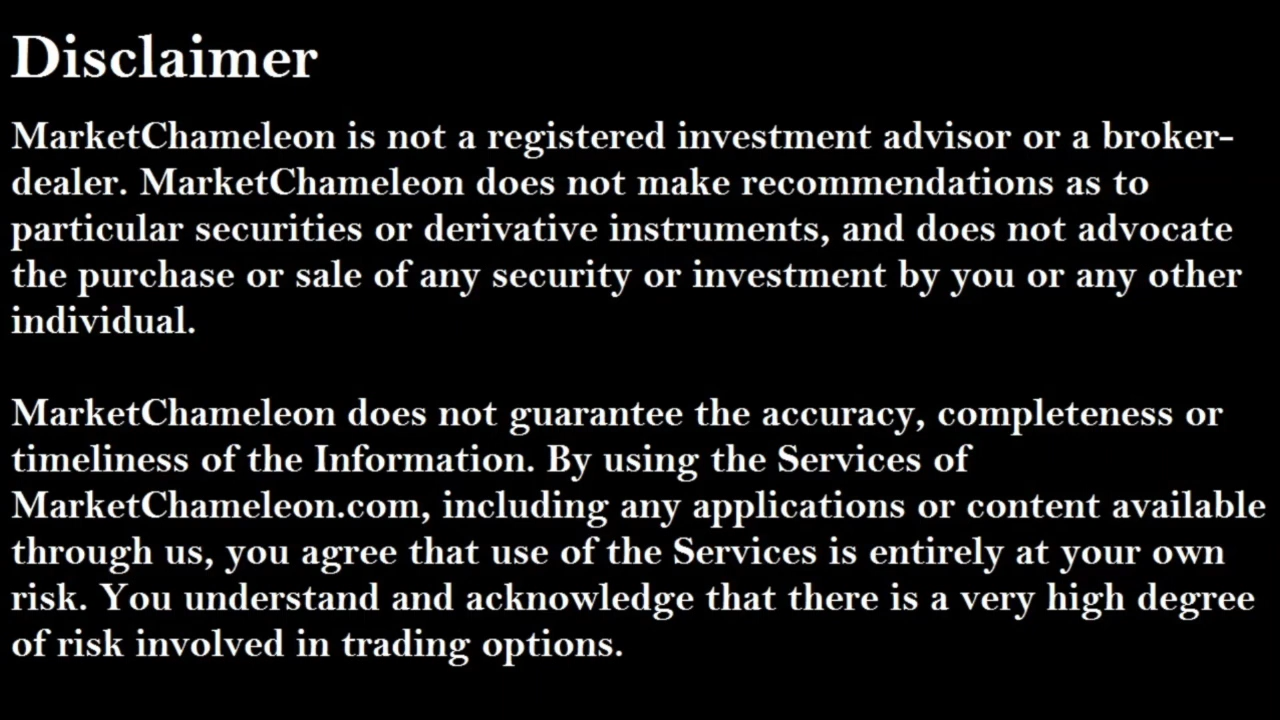 Disclaimer
MarketChameleon is not a registered investment advisor or a broker-
dealer. MarketChameleon does not make recommendations as to
particular securities or derivative instruments, and does not advocate
the purchase or sale of any security or investment by you or any other
individual.
MarketChameleon does not guarantee the accuracy, completeness or
timeliness of the Information. By using the Services of
MarketChameleon.com, including any applications or content available
through us, you agree that use of the Services is entirely at your own
risk. You understand and acknowledge that there is a very high degree
of risk involved in trading options.